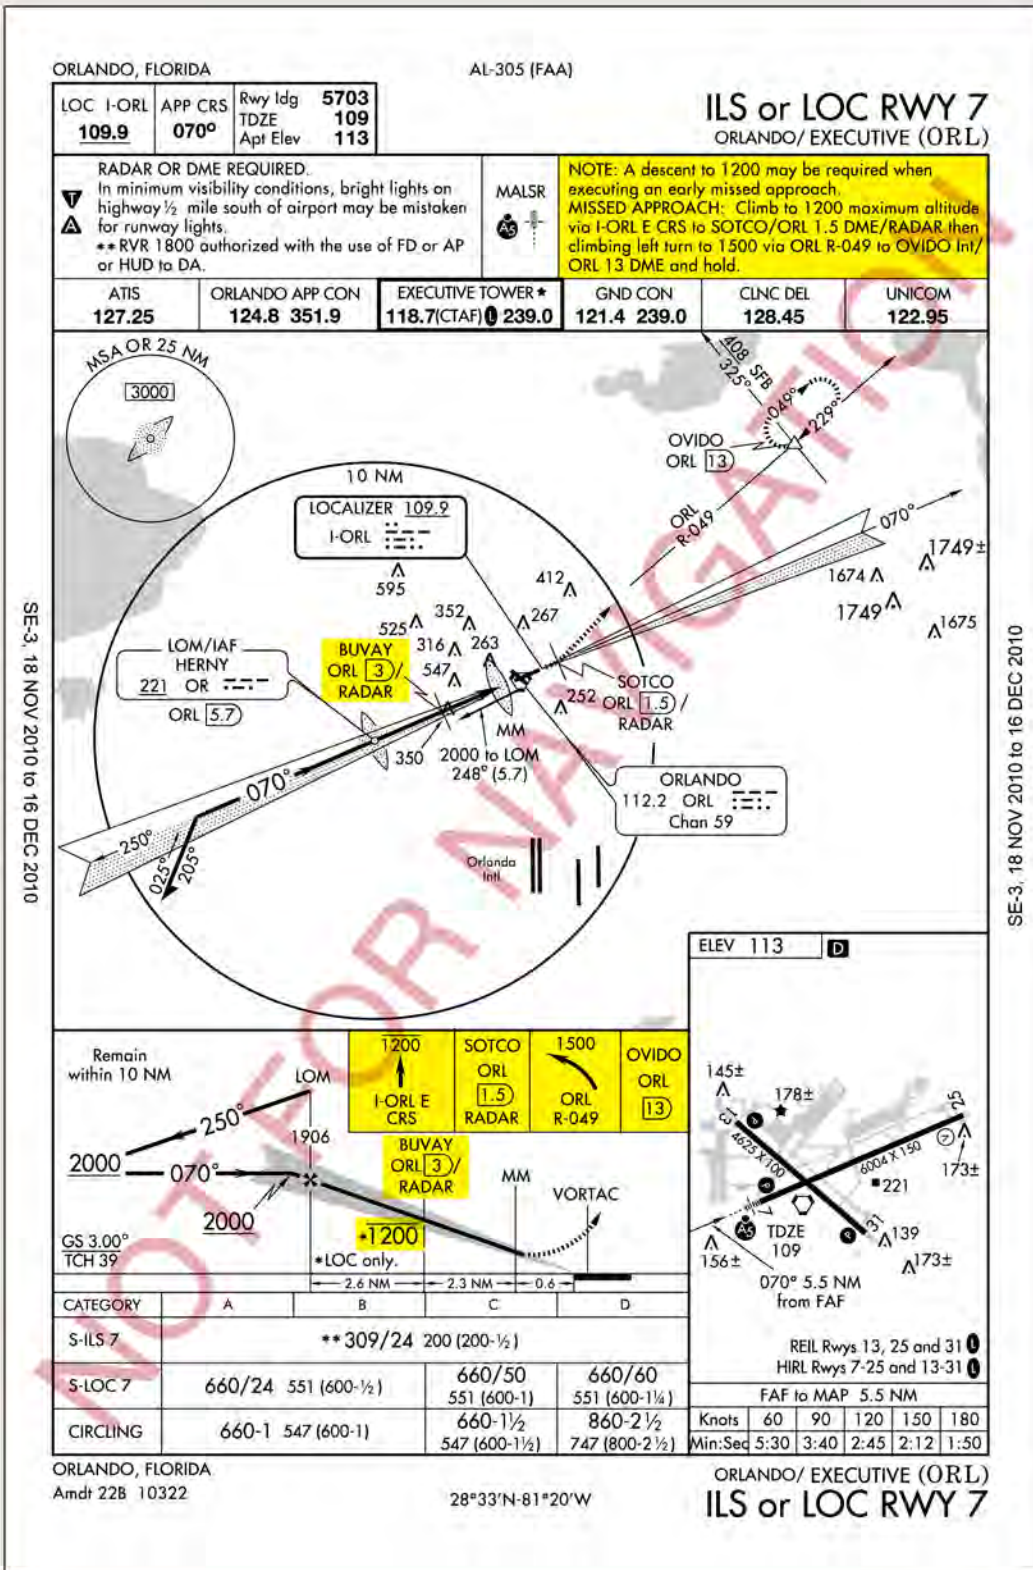 ORLANDO, FLORIDA
AL-305 (FAA)
LOC I-ORL
109.9
APP CRS
070°
Rwy ldg 5703
TDZE 109
Apt Elev 113
ILS or LOC RWY 7
ORLANDO/ EXECUTIVE (ORL)
RADAR OR DME REQUIRED.
T
In minimum visibility conditions, bright lights on
highway ½ mile south of airport may be mistaken
A
for runway lights.
** RVR 1800 authorized with the use of FD or AP
or HUD to DA.
MALSR
A5
NOTE: A descent to 1200 may be required when
executing an early missed approach.
MISSED APPROACH: Climb to 1200 maximum altitude
via I-ORL E CRS to SOTCO/ORL 1.5 DME/RADAR then
climbing left turn to 1500 via ORL R-049 to OVIDO Int/
ORL 13 DME and hold.
ATIS
127.25
ORLANDO APP CON
124.8 351.9
EXECUTIVE TOWER ★
118.7(CTAF) L 239.0
GND CON
121.4 239.0
CLNC DEL
128.45
UNICOM
122.95
MSA OR 25 NM
3000
408 SFB
325°
049°
229°
OVIDO
ORL 13
10 NM
LOCALIZER 109.9
I-ORL
ORL
R-049
070°
1749±
1674
1749
1675
595
412
525
352
267
316
263
547
252
350
BUVAY
ORL 3 /
RADAR
LOM/IAF
HERNY
221 OR
ORL 5.7
SOTCO
ORL 1.5 /
RADAR
MM
2000 to LOM
248° (5.7)
070°
250°
025°
205°
ORLANDO
112.2 ORL
Chan 59
Orlando
Intl
NOT FOR NAVIGATION
SE-3, 18 NOV 2010 to 16 DEC 2010
SE-3, 18 NOV 2010 to 16 DEC 2010
ELEV 113 D
145±
178±
13
4625 X 100
6004 X 150
25
173±
221
7
31
A5
TDZE
109
139
156±
173±
070° 5.5 NM
from FAF
REIL Rwys 13, 25 and 31 L
HIRL Rwys 7-25 and 13-31 L
FAF to MAP 5.5 NM
Knots 60 90 120 150 180
Min:Sec 5:30 3:40 2:45 2:12 1:50
Remain
within 10 NM
LOM
250°
1906
2000
070°
2000
GS 3.00°
TCH 39
1200
I-ORL E
CRS
SOTCO
ORL
1.5
RADAR
1500
ORL
R-049
OVIDO
ORL
13
BUVAY
ORL 3 /
RADAR
MM
VORTAC
*1200
*LOC only.
2.6 NM 2.3 NM 0.6
CATEGORY A B C D
S-ILS 7 ** 309/24 200 (200-½)
S-LOC 7 660/24 551 (600-½)
660/50
551 (600-1)
660/60
551 (600-1¼)
CIRCLING 660-1 547 (600-1)
660-1½
547 (600-1½)
860-2½
747 (800-2½)
ORLANDO, FLORIDA
Amdt 22B 10322
28°33'N-81°20'W
ORLANDO/ EXECUTIVE (ORL)
ILS or LOC RWY 7